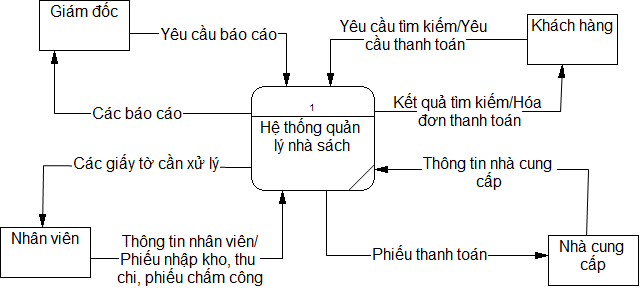 Giám đốc
Yêu cầu báo cáo
Yêu cầu tìm kiếm/Yêu
cầu thanh toán
Khách hàng
Các báo cáo
1
Hệ thống quản
lý nhà sách
Kết quả tìm kiếm/Hóa
đơn thanh toán
Các giấy tờ cần xử lý
Thông tin nhà cung
cấp
Nhân viên
Thông tin nhân viên/
Phiếu nhập kho, thu
chi, phiếu chấm công
Phiếu thanh toán
Nhà cung
cấp